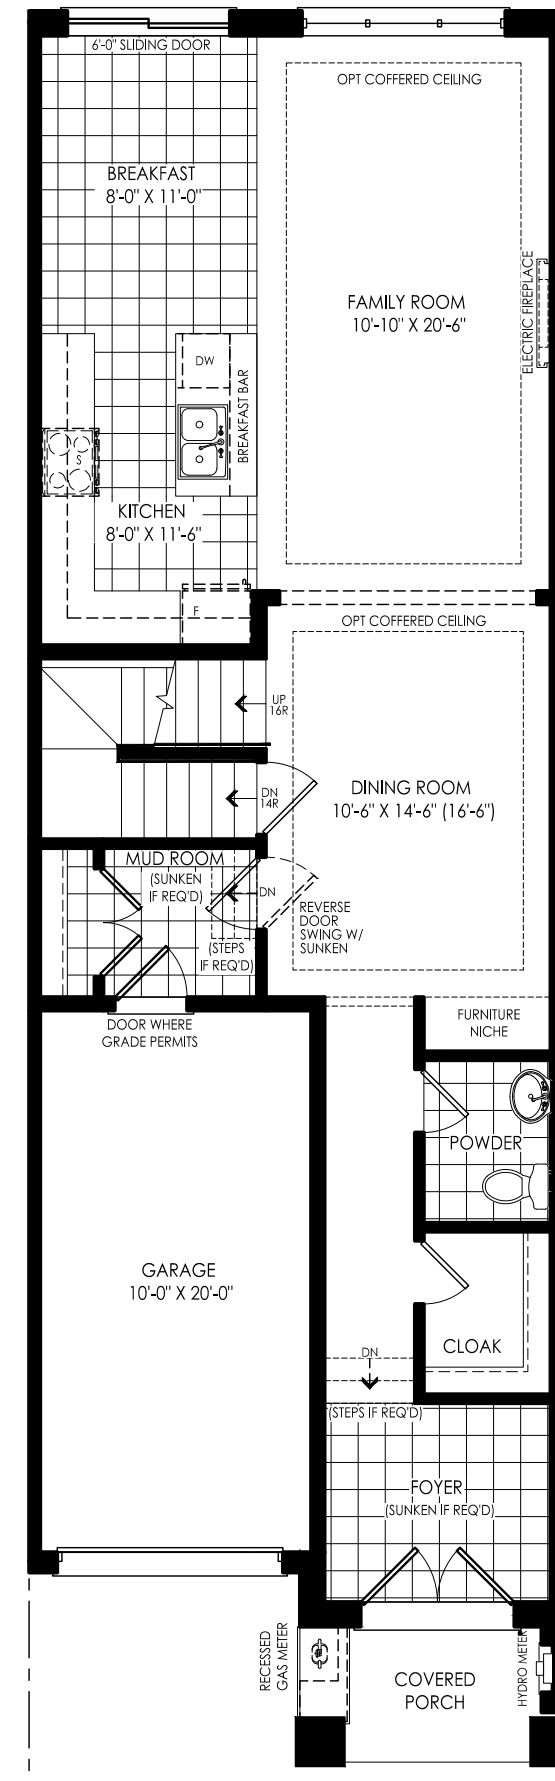 6'-0" SLIDING DOOR
OPT COFFERED CEILING
BREAKFAST
8'-0" X 11'-0"
ELECTRIC FIREPLACE
FAMILY ROOM
10'-10" X 20'-6"
DW
BREAKFAST BAR
S
KITCHEN
8'-0" X 11'-6"
F
OPT COFFERED CEILING
UP
16R
DINING ROOM
10'-6" X 14'-6" (16'-6")
DN
14R
MUD ROOM
(SUNKEN
IF REQ'D)
DN
REVERSE
DOOR
SWING W/
SUNKEN
(STEPS
IF REQ'D)
DOOR WHERE
GRADE PERMITS
FURNITURE
NICHE
POWDER
GARAGE
10'-0" X 20'-0"
CLOAK
DN
(STEPS IF REQ'D)
FOYER
(SUNKEN IF REQ'D)
RECESSED
GAS METER
HYDRO METER
COVERED
PORCH